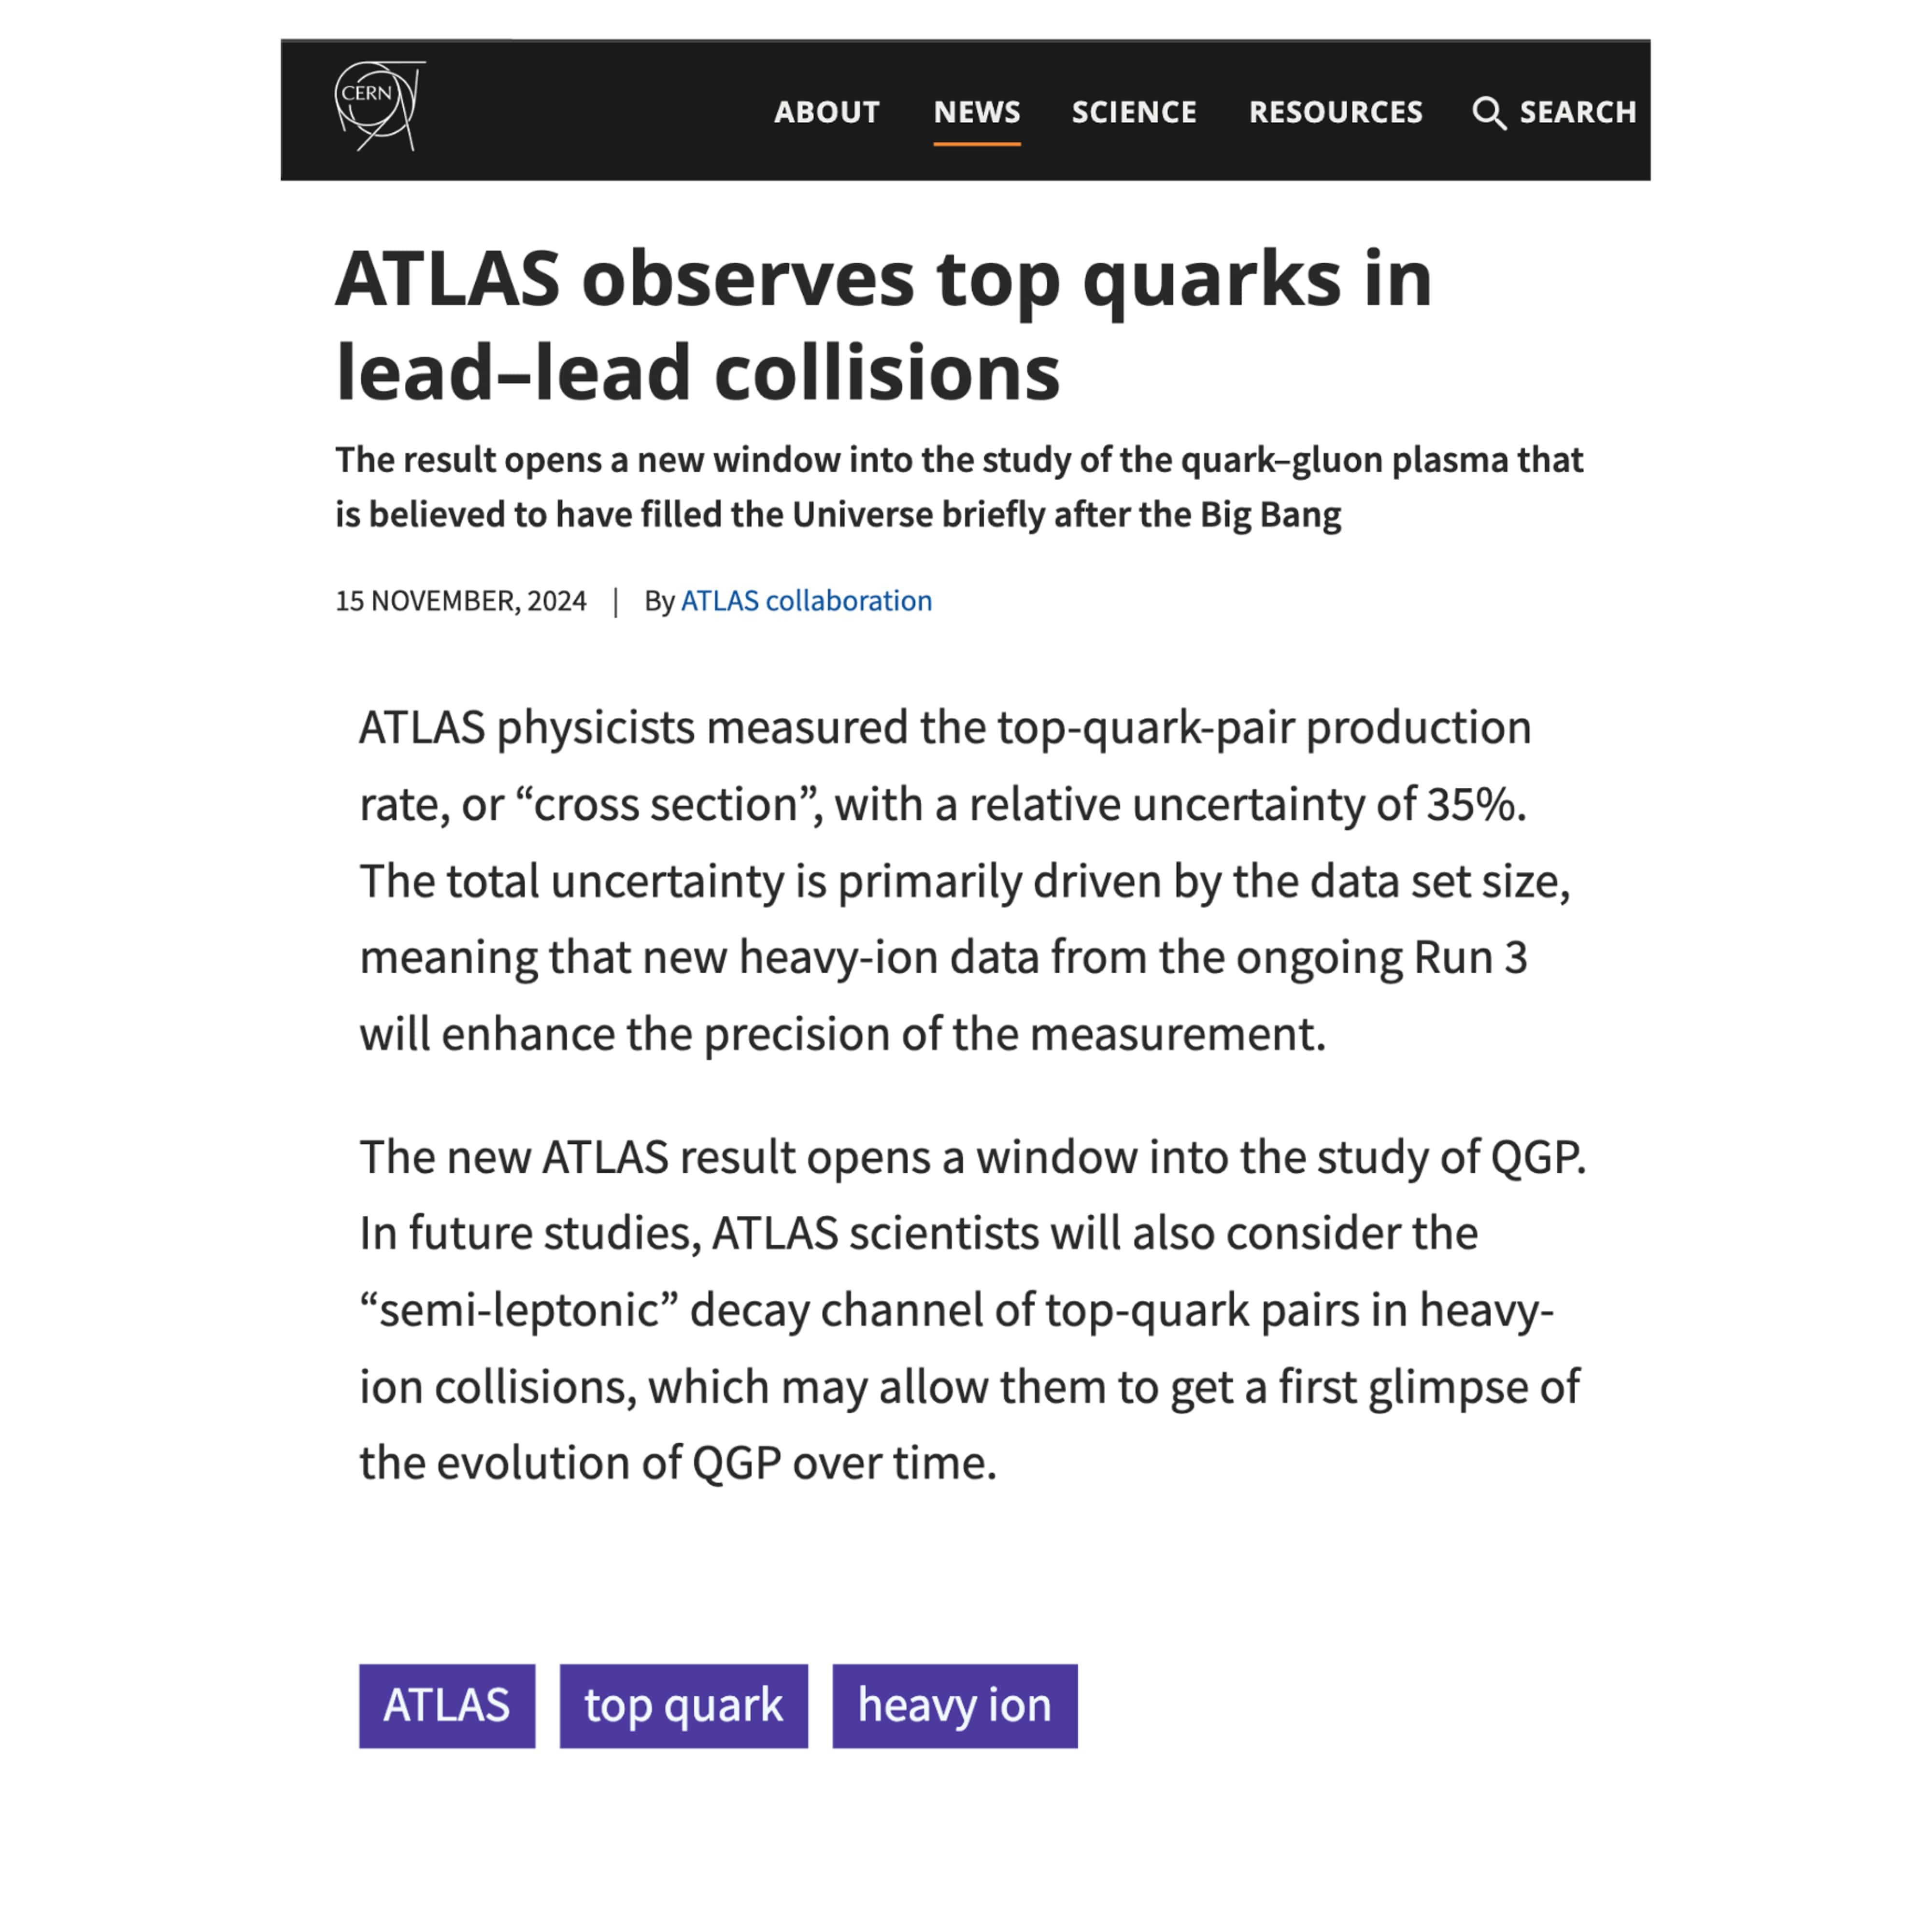 CERN
ABOUT NEWS SCIENCE RESOURCES SEARCH
ATLAS observes top quarks in
lead–lead collisions
The result opens a new window into the study of the quark–gluon plasma that
is believed to have filled the Universe briefly after the Big Bang
15 NOVEMBER, 2024 | By ATLAS collaboration
ATLAS physicists measured the top-quark-pair production
rate, or “cross section”, with a relative uncertainty of 35%.
The total uncertainty is primarily driven by the data set size,
meaning that new heavy-ion data from the ongoing Run 3
will enhance the precision of the measurement.
The new ATLAS result opens a window into the study of QGP.
In future studies, ATLAS scientists will also consider the
“semi-leptonic” decay channel of top-quark pairs in heavy-
ion collisions, which may allow them to get a first glimpse of
the evolution of QGP over time.
ATLAS top quark heavy ion